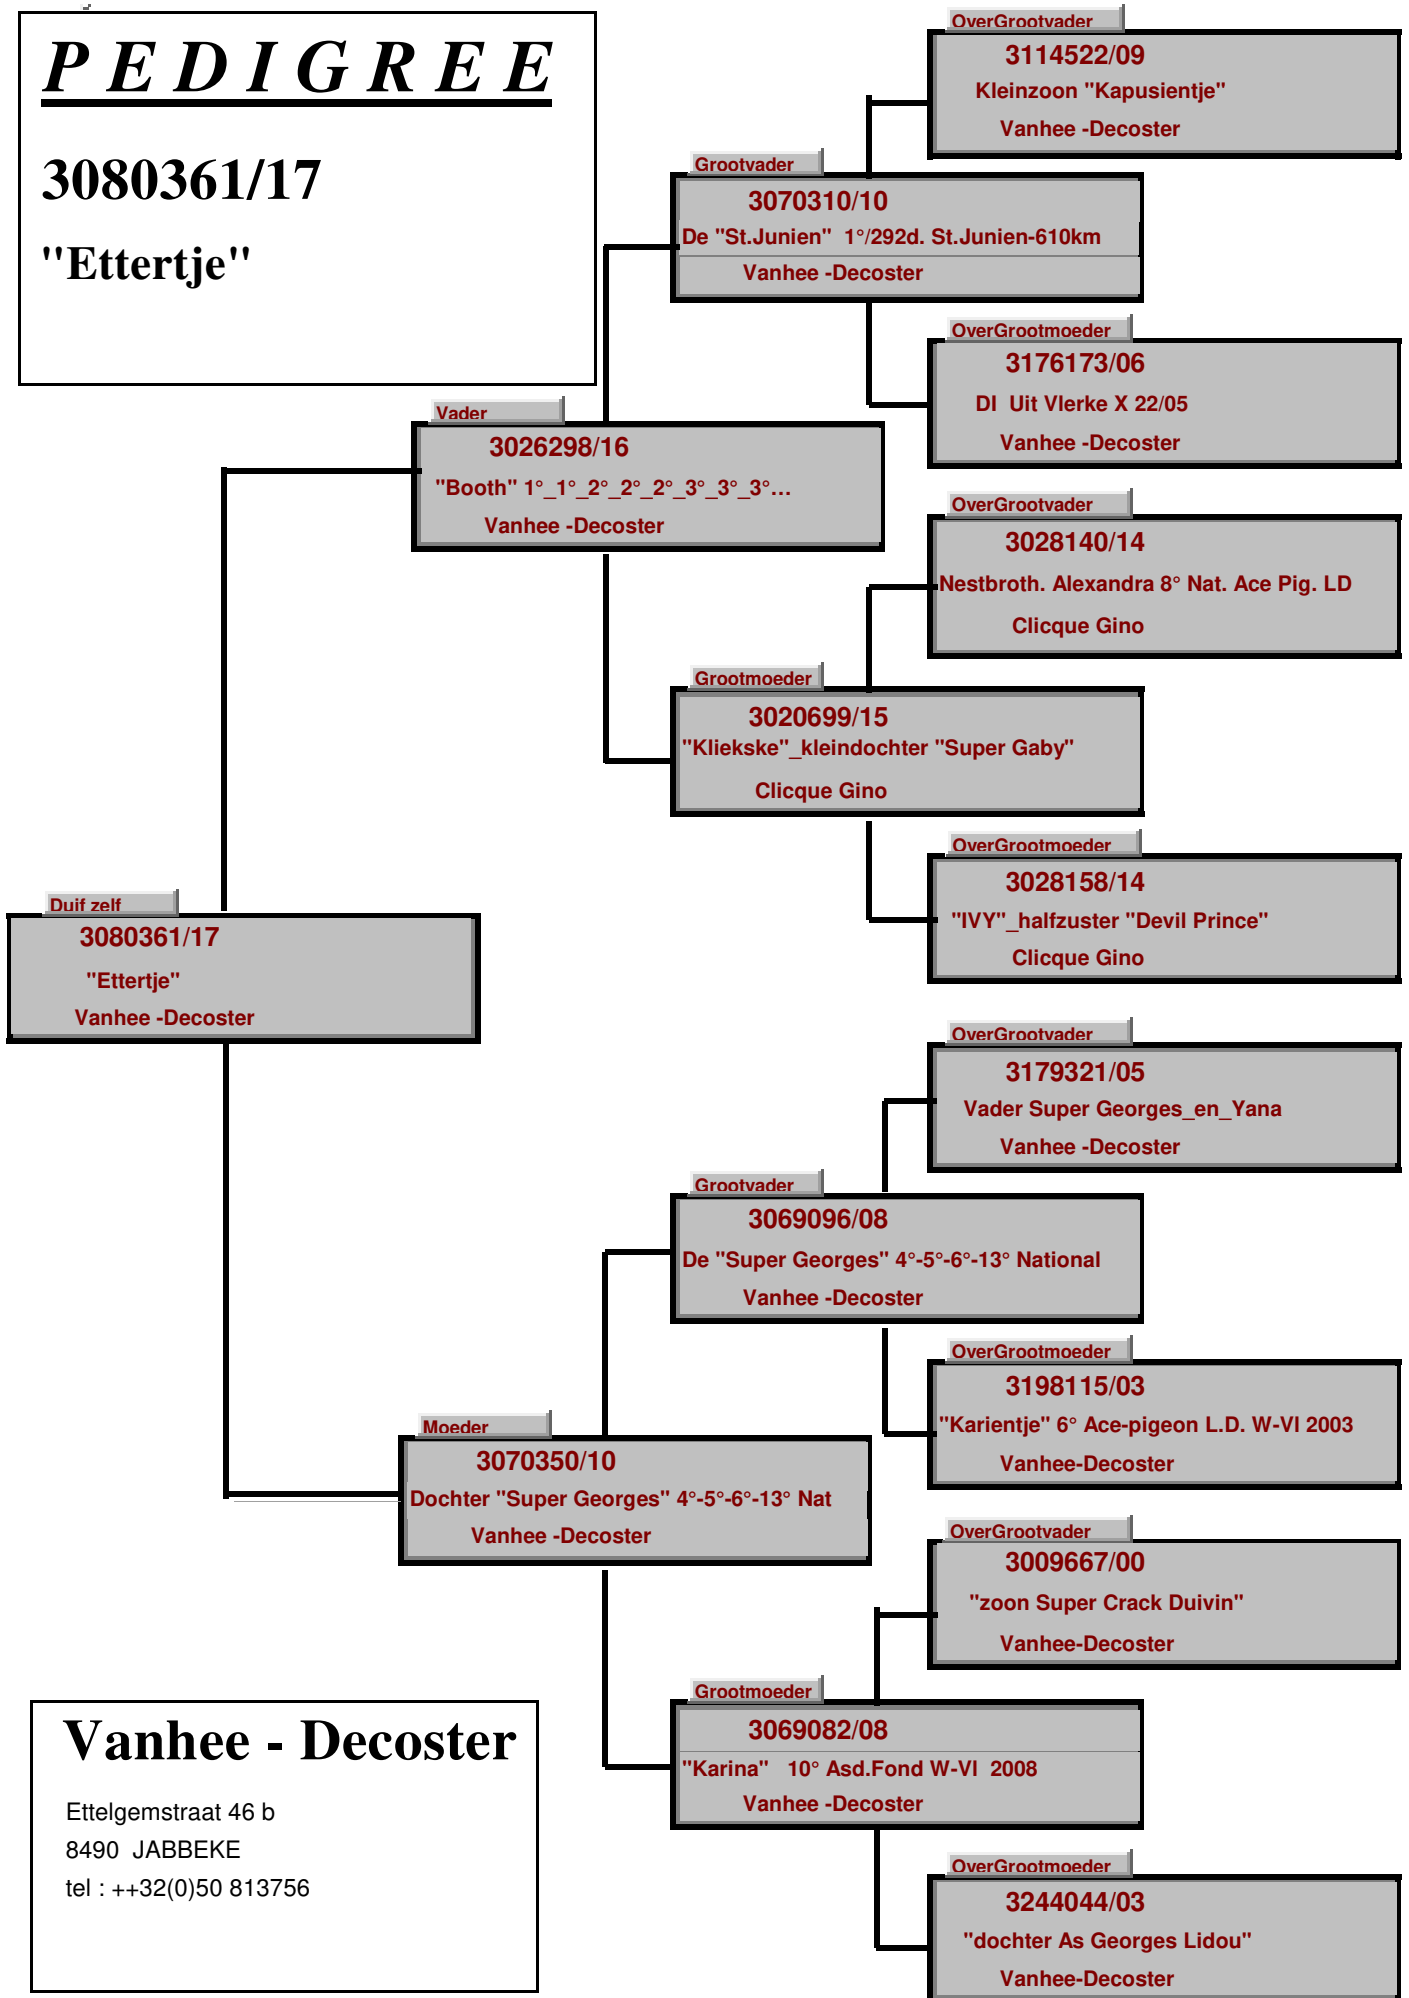 P E D I G R E E
3080361/17
"Ettertje"
OverGrootvader
3114522/09
Kleinzoon "Kapusientje"
Vanhee -Decoster
Grootvader
3070310/10
De "St.Junien"  1°/292d. St.Junien-610km
Vanhee -Decoster
OverGrootmoeder
3176173/06
DI  Uit Vlerke X 22/05
Vanhee -Decoster
Vader
3026298/16
"Booth" 1°_1°_2°_2°_2°_3°_3°_3°...
Vanhee -Decoster
OverGrootvader
3028140/14
Nestbroth. Alexandra 8° Nat. Ace Pig. LD
Clicque Gino
Grootmoeder
3020699/15
"Kliekske"_kleindochter "Super Gaby"
Clicque Gino
OverGrootmoeder
3028158/14
"IVY"_halfzuster "Devil Prince"
Clicque Gino
Duif zelf
3080361/17
"Ettertje"
Vanhee -Decoster
OverGrootvader
3179321/05
Vader Super Georges_en_Yana
Vanhee -Decoster
Grootvader
3069096/08
De "Super Georges" 4°-5°-6°-13° National
Vanhee -Decoster
OverGrootmoeder
3198115/03
"Karientje" 6° Ace-pigeon L.D. W-Vl 2003
Vanhee-Decoster
Moeder
3070350/10
Dochter "Super Georges" 4°-5°-6°-13° Nat
Vanhee -Decoster
OverGrootvader
3009667/00
"zoon Super Crack Duivin"
Vanhee-Decoster
Grootmoeder
3069082/08
"Karina"   10° Asd.Fond W-Vl  2008
Vanhee -Decoster
OverGrootmoeder
3244044/03
"dochter As Georges Lidou"
Vanhee-Decoster
Vanhee - Decoster
Ettelgemstraat 46 b
8490  JABBEKE
tel : ++32(0)50 813756